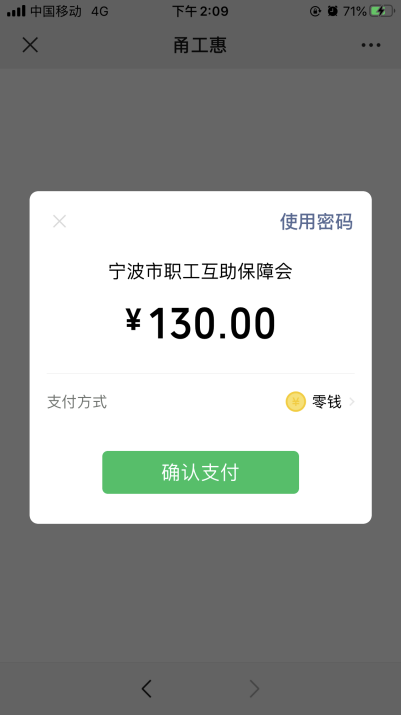 中国移动 4G 下午2:09 71%
甬工惠
使用密码
宁波市职工互助保障会
¥130.00
支付方式 零钱
确认支付